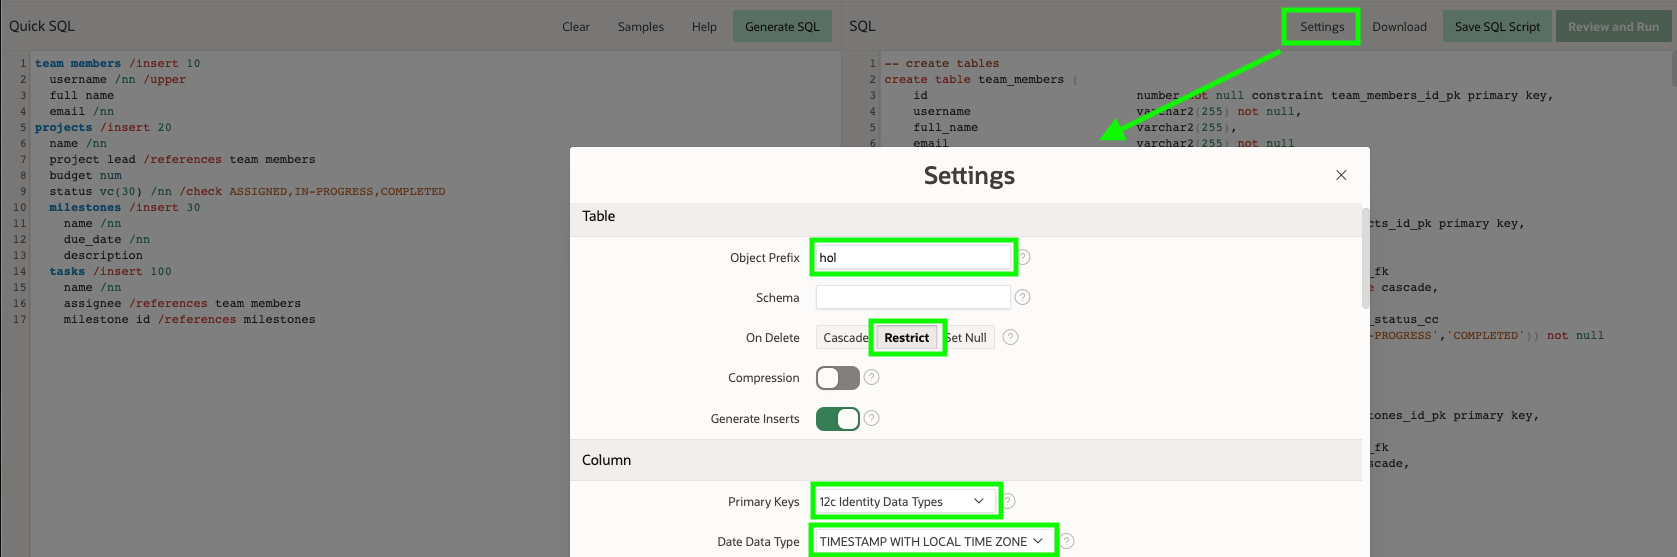 Quick SQL
Clear
Samples
Help
Generate SQL
SQL
Settings
Download
Save SQL Script
Review and Run
1 team members /insert 10
2 username /nn /upper
3 full name
4 email /nn
5 projects /insert 20
6 name /nn
7 project lead /references team members
8 budget num
9 status vc(30) /nn /check ASSIGNED,IN-PROGRESS,COMPLETED
10 milestones /insert 30
11 name /nn
12 due_date /nn
13 description
14 tasks /insert 100
15 name /nn
16 assignee /references team members
17 milestone id /references milestones
1 -- create tables
2 create table team_members (
3 id number not null constraint team_members_id_pk primary key,
4 username varchar2(255) not null,
5 full_name varchar2(255),
6 email varchar2(255) not null
cts_id_pk primary key,
_fk
cascade,
_status_cc
-PROGRESS','COMPLETED')) not null
ones_id_pk primary key,
_fk
scade,
Settings
Table
Object Prefix
hol
?
Schema
?
On Delete
Cascade
Restrict
Set Null
?
Compression
?
Generate Inserts
?
Column
Primary Keys
12c Identity Data Types
?
Date Data Type
TIMESTAMP WITH LOCAL TIME ZONE
?